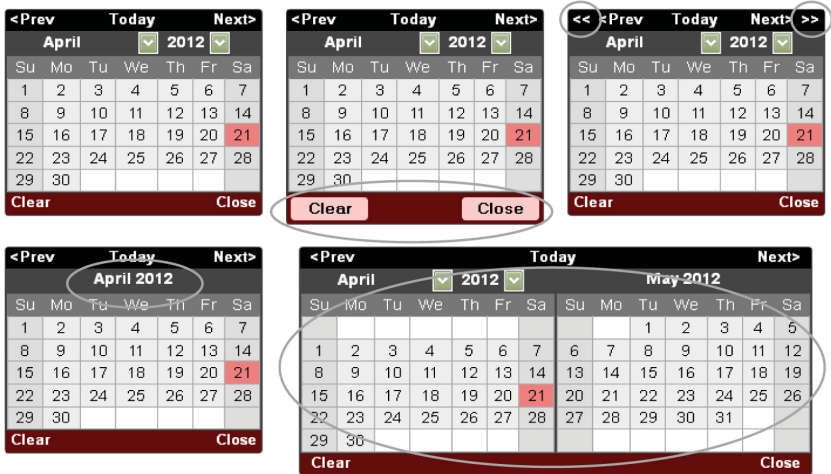 <Prev Today Next>
April 2012
Su Mo Tu We Th Fr Sa
1 2 3 4 5 6 7
8 9 10 11 12 13 14
15 16 17 18 19 20 21
22 23 24 25 26 27 28
29 30
Clear Close
<Prev Today Next>
April 2012
Su Mo Tu We Th Fr Sa
1 2 3 4 5 6 7
8 9 10 11 12 13 14
15 16 17 18 19 20 21
22 23 24 25 26 27 28
29 30
Clear Close
<< <Prev Today Next> >>
April 2012
Su Mo Tu We Th Fr Sa
1 2 3 4 5 6 7
8 9 10 11 12 13 14
15 16 17 18 19 20 21
22 23 24 25 26 27 28
29 30
Clear Close
<Prev Today Next>
April 2012
Su Mo Tu We Th Fr Sa
1 2 3 4 5 6 7
8 9 10 11 12 13 14
15 16 17 18 19 20 21
22 23 24 25 26 27 28
29 30
Clear Close
<Prev Today Next>
April 2012 May 2012
Su Mo Tu We Th Fr Sa Su Mo Tu We Th Fr Sa
1 2 3 4 5
1 2 3 4 5 6 7 6 7 8 9 10 11 12
8 9 10 11 12 13 14 13 14 15 16 17 18 19
15 16 17 18 19 20 21 20 21 22 23 24 25 26
22 23 24 25 26 27 28 27 28 29 30 31
29 30
Clear Close